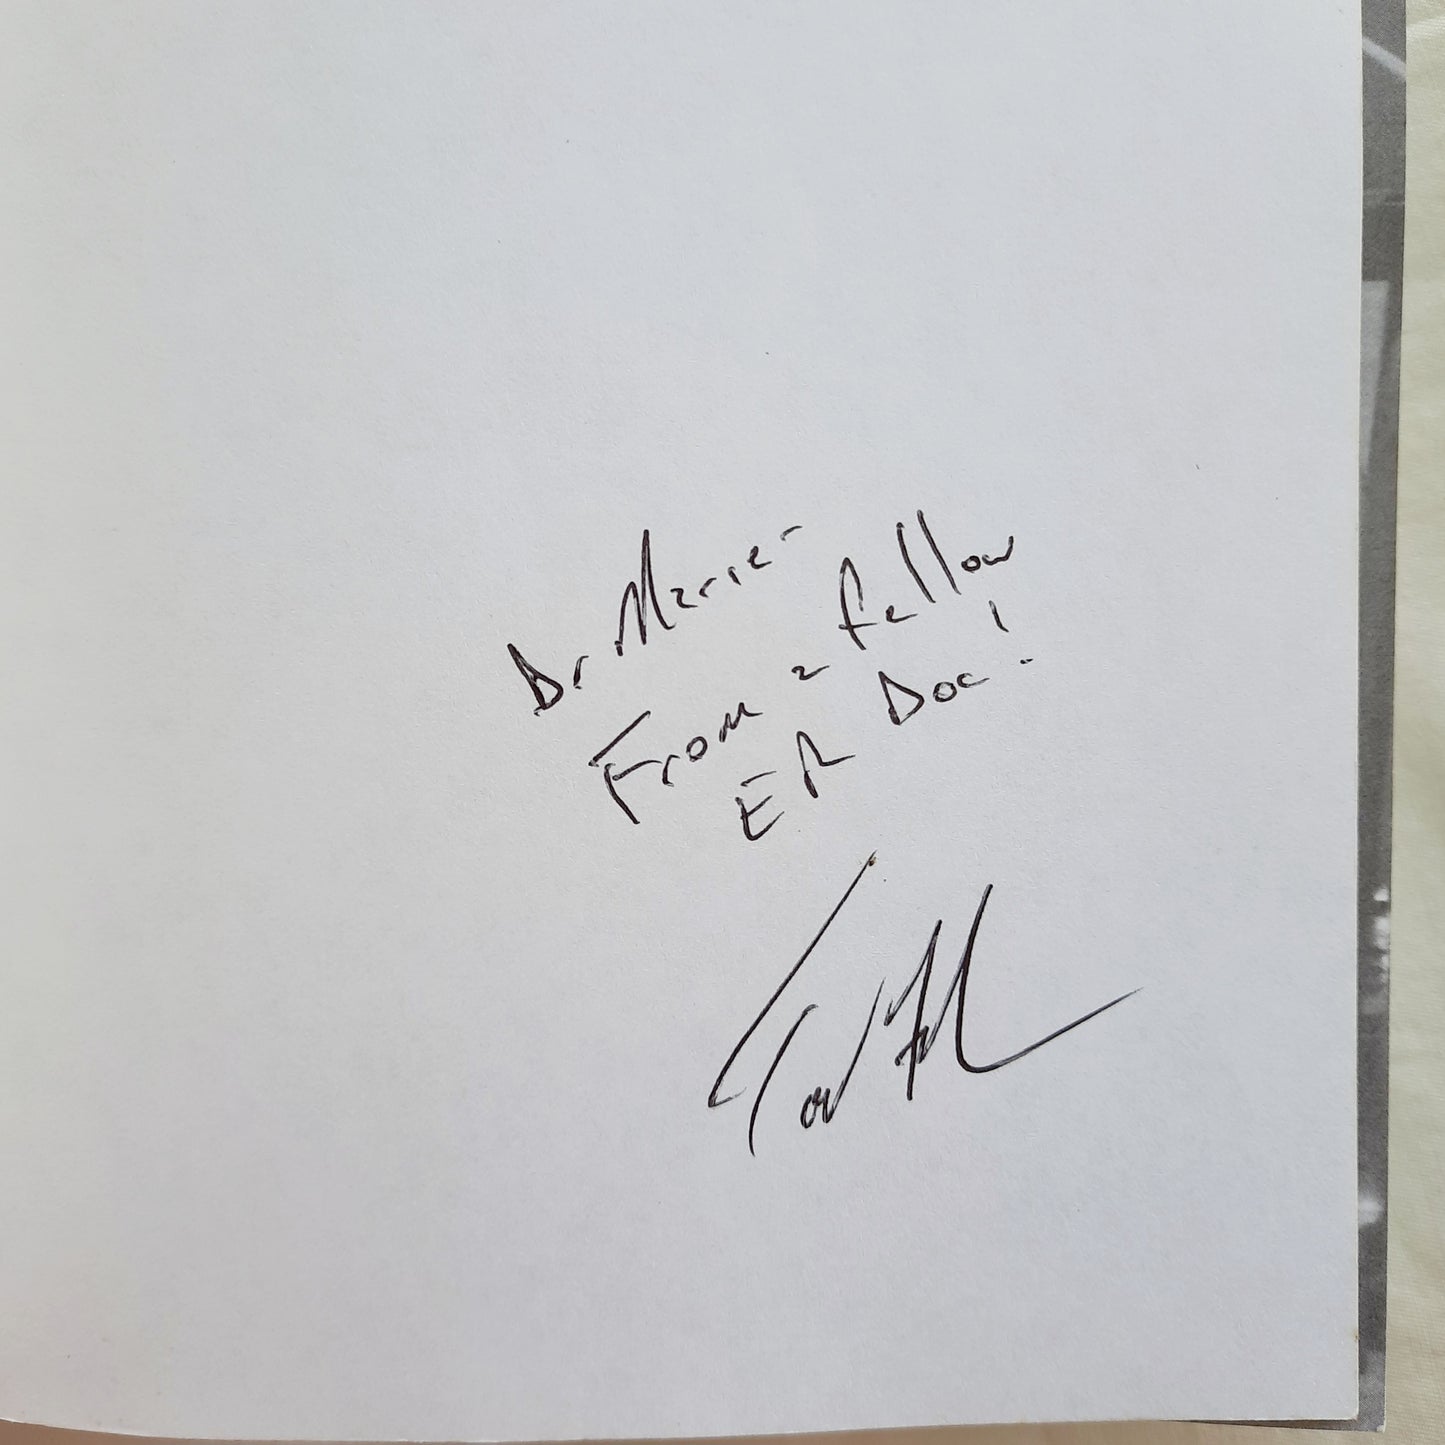 Dr Marie -
From a fellow
ER Doc!